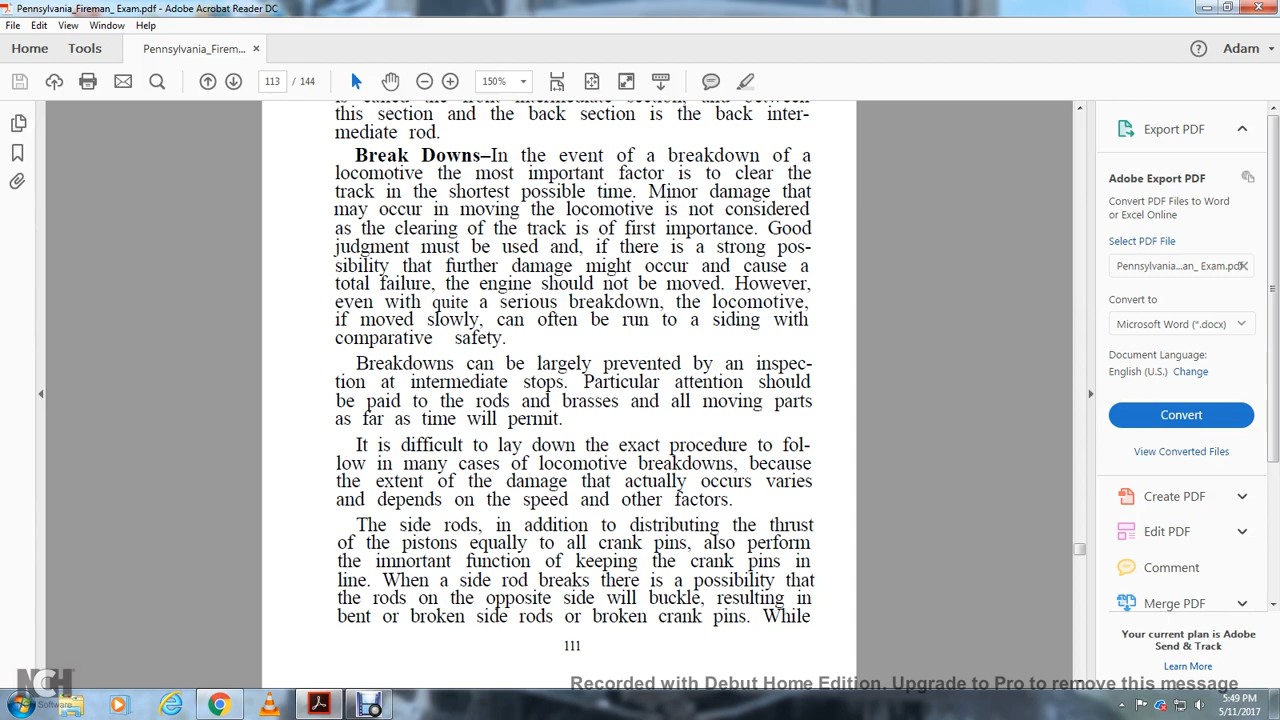 Pennsylvania_Fireman_ Exam.pdf - Adobe Acrobat Reader DC
File Edit View Window Help
Home Tools Pennsylvania_Firem... × Adam
113 / 144 150%
this section and the back section is the back inter-
mediate rod.
Break Downs–In the event of a breakdown of a
locomotive the most important factor is to clear the
track in the shortest possible time. Minor damage that
may occur in moving the locomotive is not considered
as the clearing of the track is of first importance. Good
judgment must be used and, if there is a strong pos-
sibility that further damage might occur and cause a
total failure, the engine should not be moved. However,
even with quite a serious breakdown, the locomotive,
if moved slowly, can often be run to a siding with
comparative safety.
Breakdowns can be largely prevented by an inspec-
tion at intermediate stops. Particular attention should
be paid to the rods and brasses and all moving parts
as far as time will permit.
It is difficult to lay down the exact procedure to fol-
low in many cases of locomotive breakdowns, because
the extent of the damage that actually occurs varies
and depends on the speed and other factors.
The side rods, in addition to distributing the thrust
of the pistons equally to all crank pins, also perform
the imnortant function of keeping the crank pins in
line. When a side rod breaks there is a possibility that
the rods on the opposite side will buckle, resulting in
bent or broken side rods or broken crank pins. While
111
Export PDF
Adobe Export PDF
Convert PDF Files to Word
or Excel Online
Select PDF File
Pennsylvania...an_ Exam.pdf
Convert to
Microsoft Word (*.docx)
Document Language:
English (U.S.) Change
Convert
View Converted Files
Create PDF
Edit PDF
Comment
Merge PDF
Your current plan is Adobe
Send & Track
Learn More
NCH
Software
Recorded with Debut Home Edition. Upgrade to Pro to remove this message
5:49 PM
5/11/2017